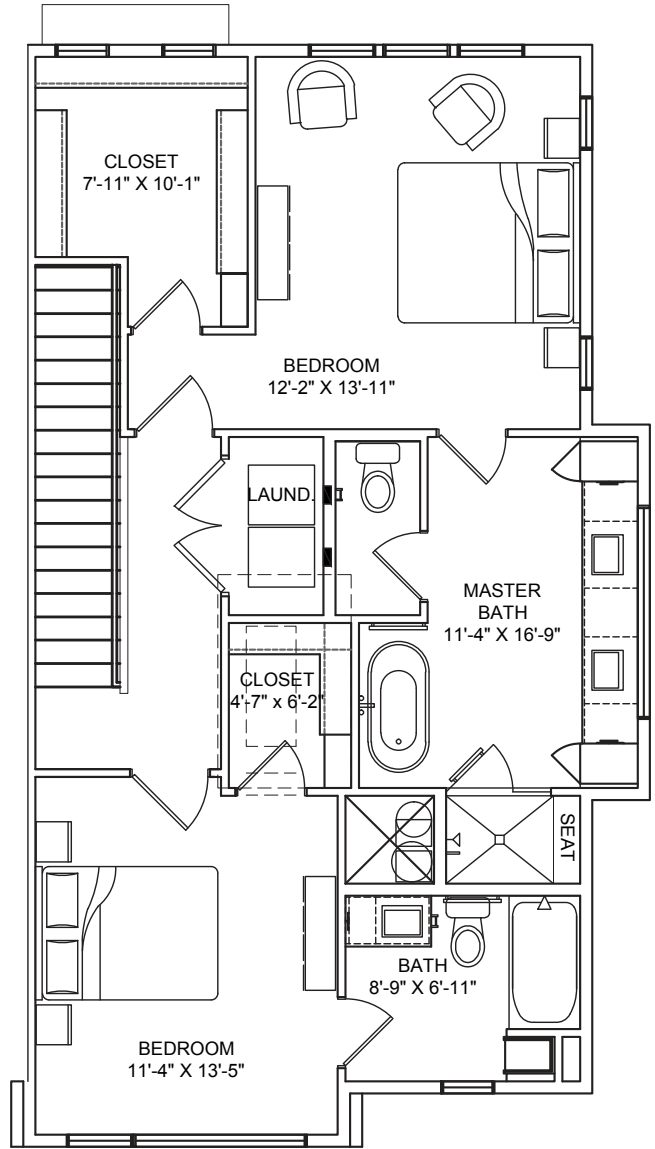 CLOSET
7'-11" X 10'-1"
BEDROOM
12'-2" X 13'-11"
LAUND.
MASTER
BATH
11'-4" X 16'-9"
CLOSET
4'-7" x 6'-2"
SEAT
BATH
8'-9" X 6'-11"
BEDROOM
11'-4" X 13'-5"